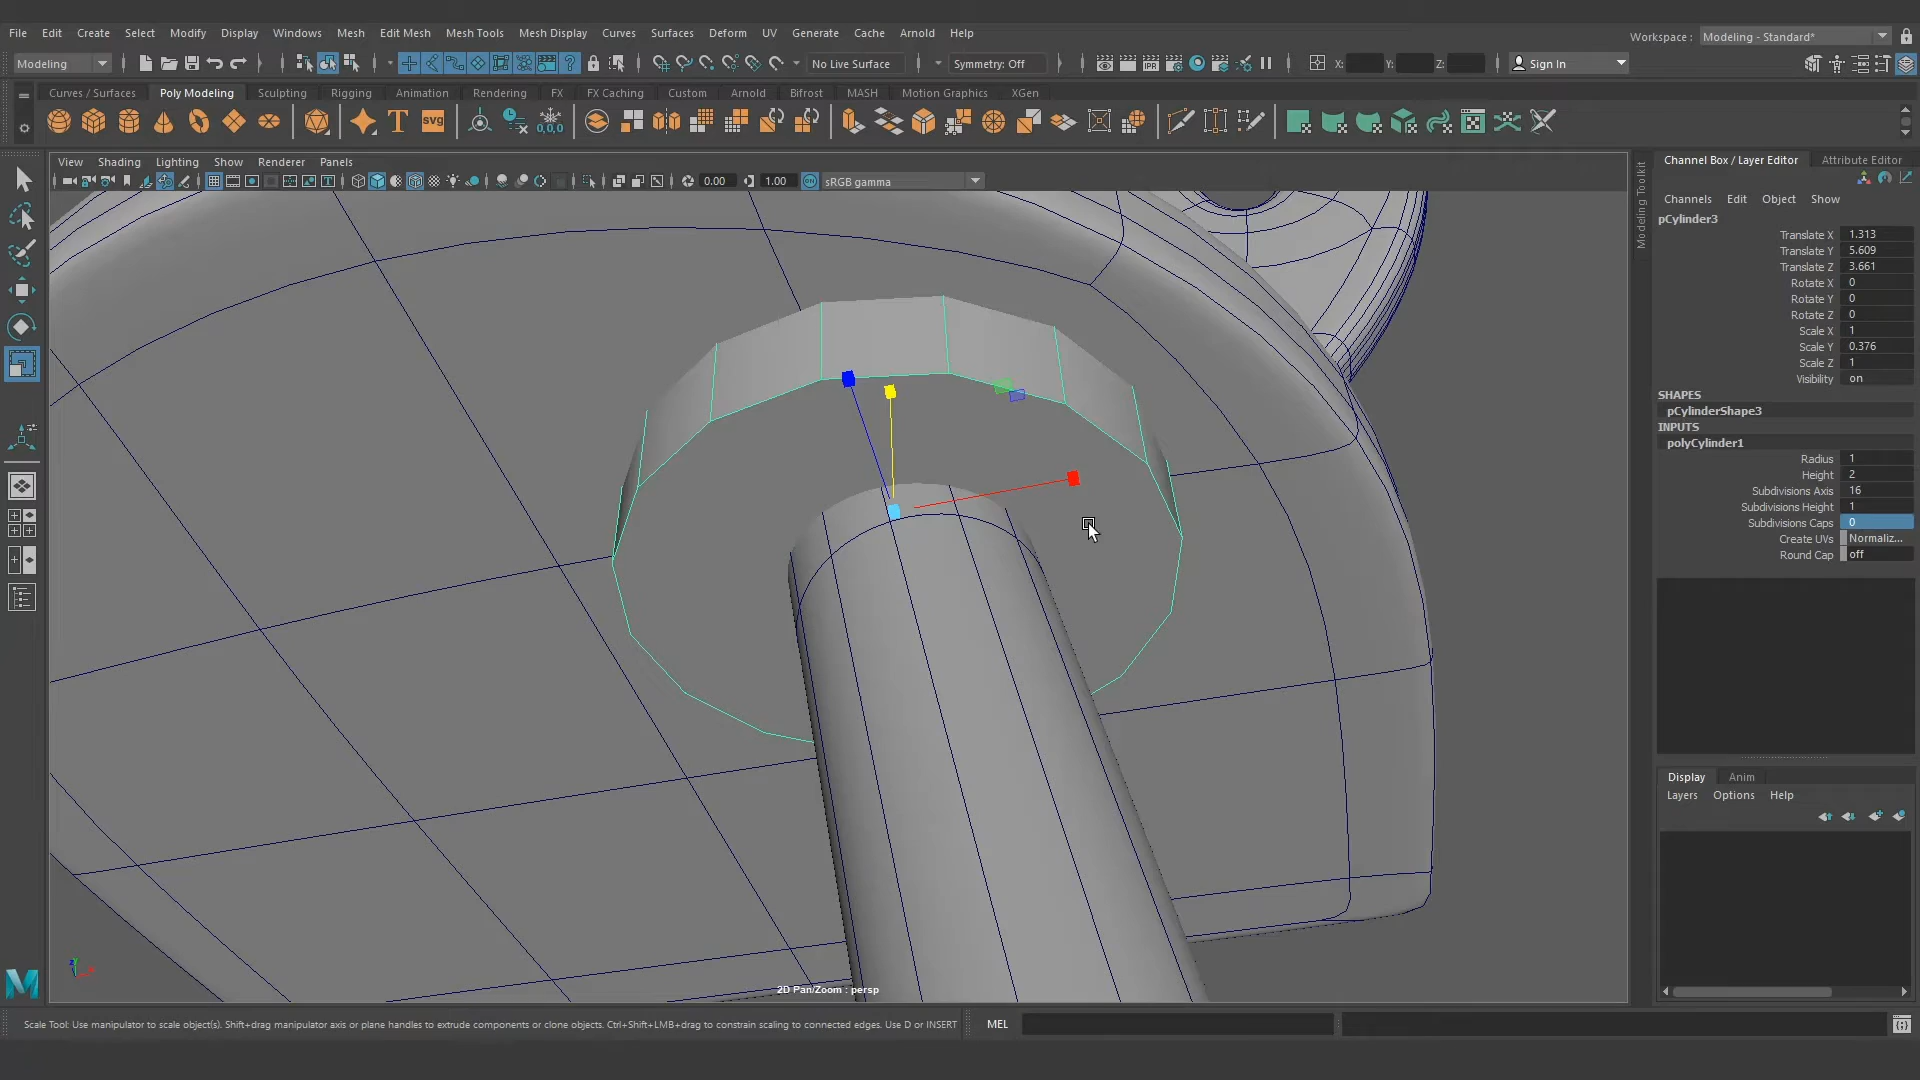 File Edit Create Select Modify Display Windows Mesh Edit Mesh Mesh Tools Mesh Display Curves Surfaces Deform UV Generate Cache Arnold Help
Workspace : Modeling - Standard*
Modeling No Live Surface Symmetry: Off X: Y: Z: Sign In
Curves / Surfaces Poly Modeling Sculpting Rigging Animation Rendering FX FX Caching Custom Arnold Bifrost MASH Motion Graphics XGen
T svg 0,0,0
View Shading Lighting Show Renderer Panels
0.00 1.00 sRGB gamma
Modeling Toolkit
Channel Box / Layer Editor Attribute Editor
Channels Edit Object Show
pCylinder3
Translate X 1.313
Translate Y 5.609
Translate Z 3.661
Rotate X 0
Rotate Y 0
Rotate Z 0
Scale X 1
Scale Y 0.376
Scale Z 1
Visibility on
SHAPES
pCylinderShape3
INPUTS
polyCylinder1
Radius 1
Height 2
Subdivisions Axis 16
Subdivisions Height 1
Subdivisions Caps 0
Create UVs Normaliz...
Round Cap off
Display Anim
Layers Options Help
2D Pan/Zoom : persp
Scale Tool: Use manipulator to scale object(s). Shift+drag manipulator axis or plane handles to extrude components or clone objects. Ctrl+Shift+LMB+drag to constrain scaling to connected edges. Use D or INSERT
MEL